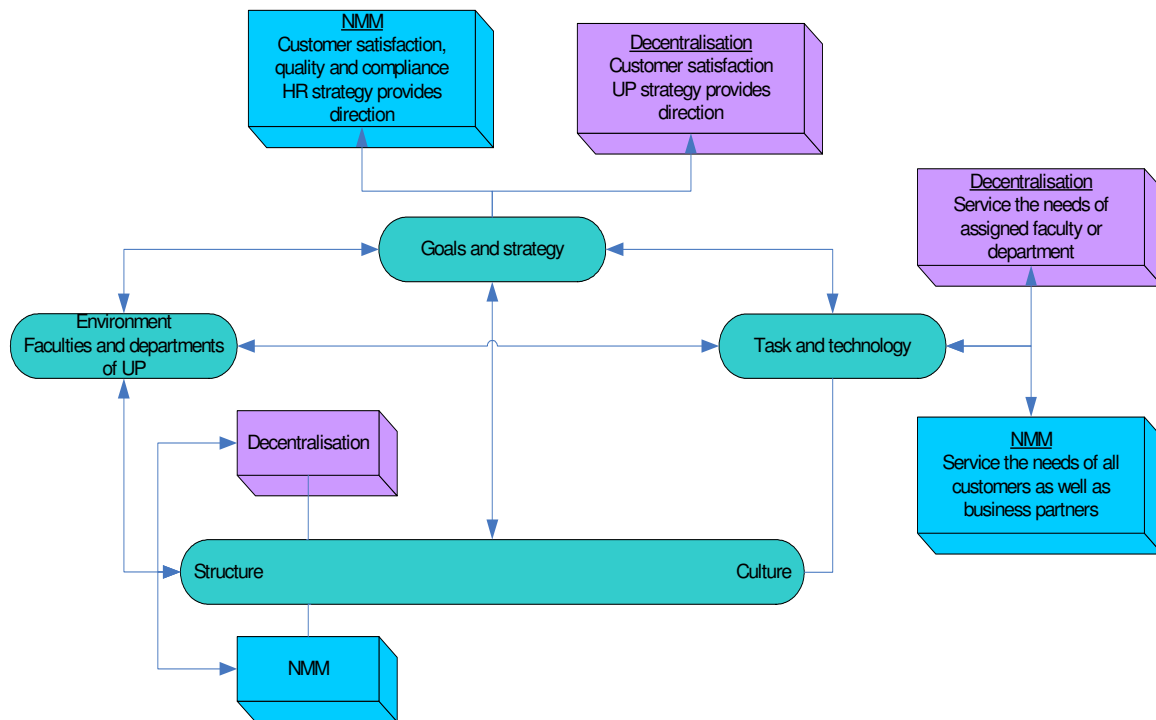 NMM
Customer satisfaction,
quality and compliance
HR strategy provides
direction
Decentralisation
Customer satisfaction
UP strategy provides
direction
Decentralisation
Service the needs of
assigned faculty or
department
Goals and strategy
Environment
Faculties and departments
of UP
Task and technology
Decentralisation
NMM
Service the needs of all
customers as well as
business partners
Structure
Culture
NMM